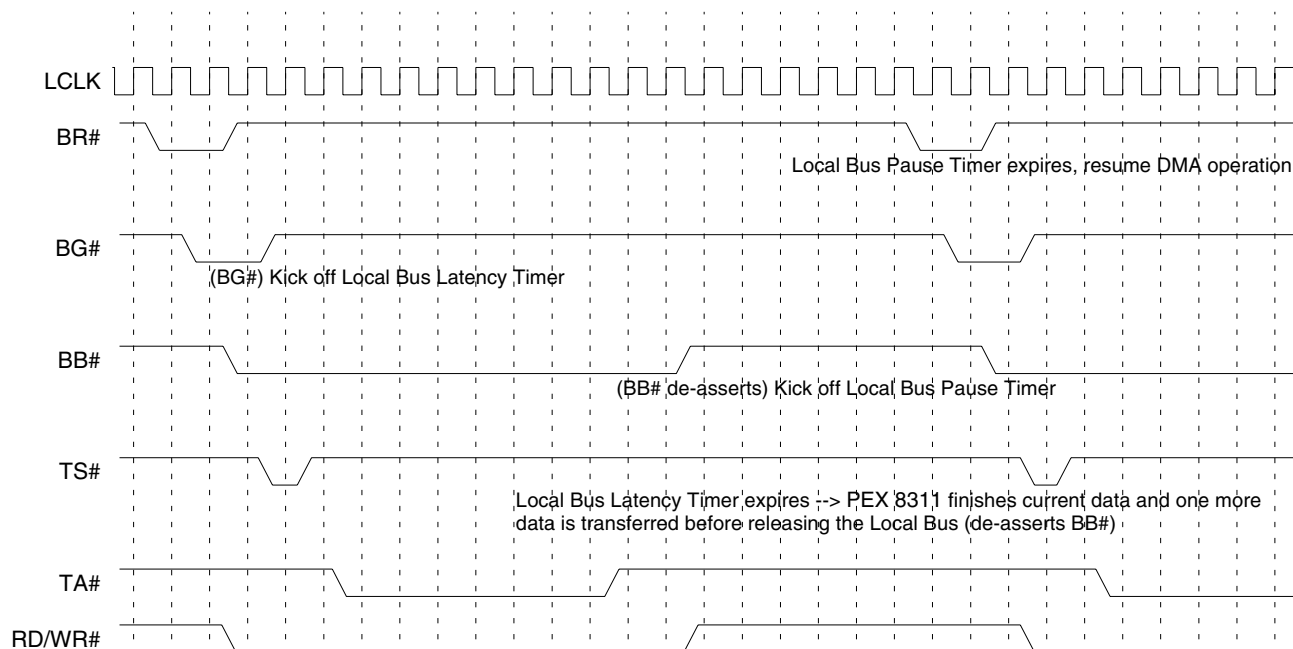 LCLK
BR#
Local Bus Pause Timer expires, resume DMA operation
BG#
(BG#) Kick off Local Bus Latency Timer
BB#
(BB# de-asserts) Kick off Local Bus Pause Timer
TS#
Local Bus Latency Timer expires --> PEX 8311 finishes current data and one more
data is transferred before releasing the Local Bus (de-asserts BB#)
TA#
RD/WR#